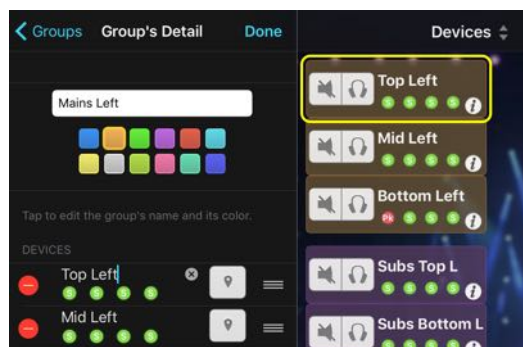 Groups
Group's Detail
Done
Mains Left
Tap to edit the group's name and its color.
DEVICES
Top Left
S S S S
Mid Left
S S S S
Devices
Top Left
S S S S i
Mid Left
S S S S i
Bottom Left
Pk S S S i
Subs Top L
S S S S i
Subs Bottom L
S S S S i